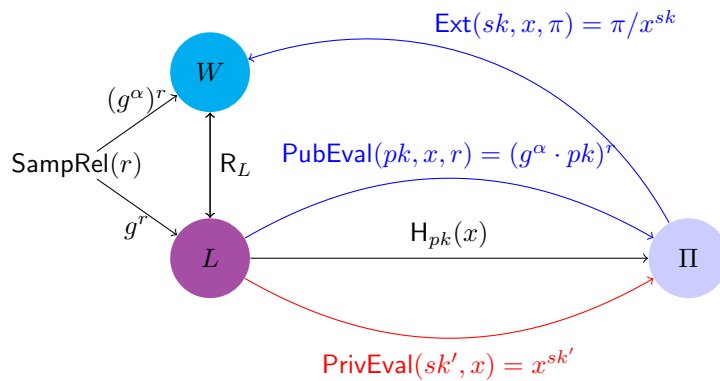 Ext(sk, x, π) = π/x^{sk}
W
(g^α)^r
SampRel(r)
R_L
PubEval(pk, x, r) = (g^α · pk)^r
g^r
L
H_{pk}(x)
Π
PrivEval(sk′, x) = x^{sk′}